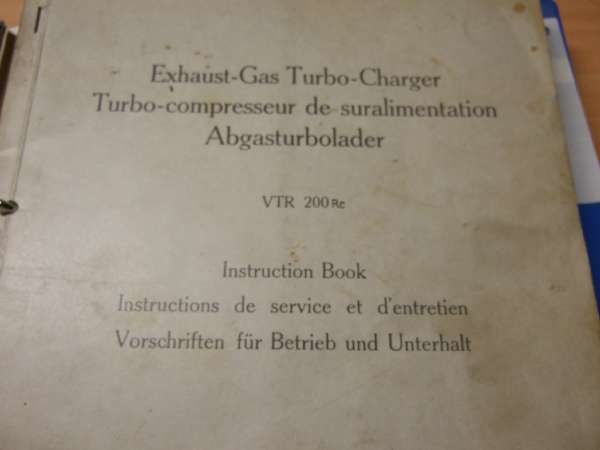 Exhaust-Gas Turbo-Charger
Turbo-compresseur de suralimentation
Abgasturbolader
VTR 200 Re
Instruction Book
Instructions de service et d'entretien
Vorschriften für Betrieb und Unterhalt